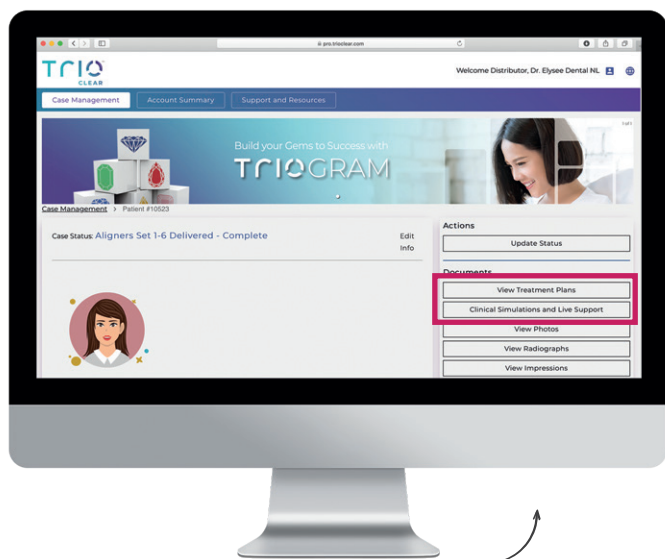 pro.trioclear.com
TRIO
CLEAR
Welcome Distributor, Dr. Elysee Dental NL
Case Management
Account Summary
Support and Resources
Build your Gems to Success with
TRIOGRAM
1 of 1
Case Management > Patient #10523
Case Status: Aligners Set 1-6 Delivered - Complete
Edit
Info
Actions
Update Status
Documents
View Treatment Plans
Clinical Simulations and Live Support
View Photos
View Radiographs
View Impressions